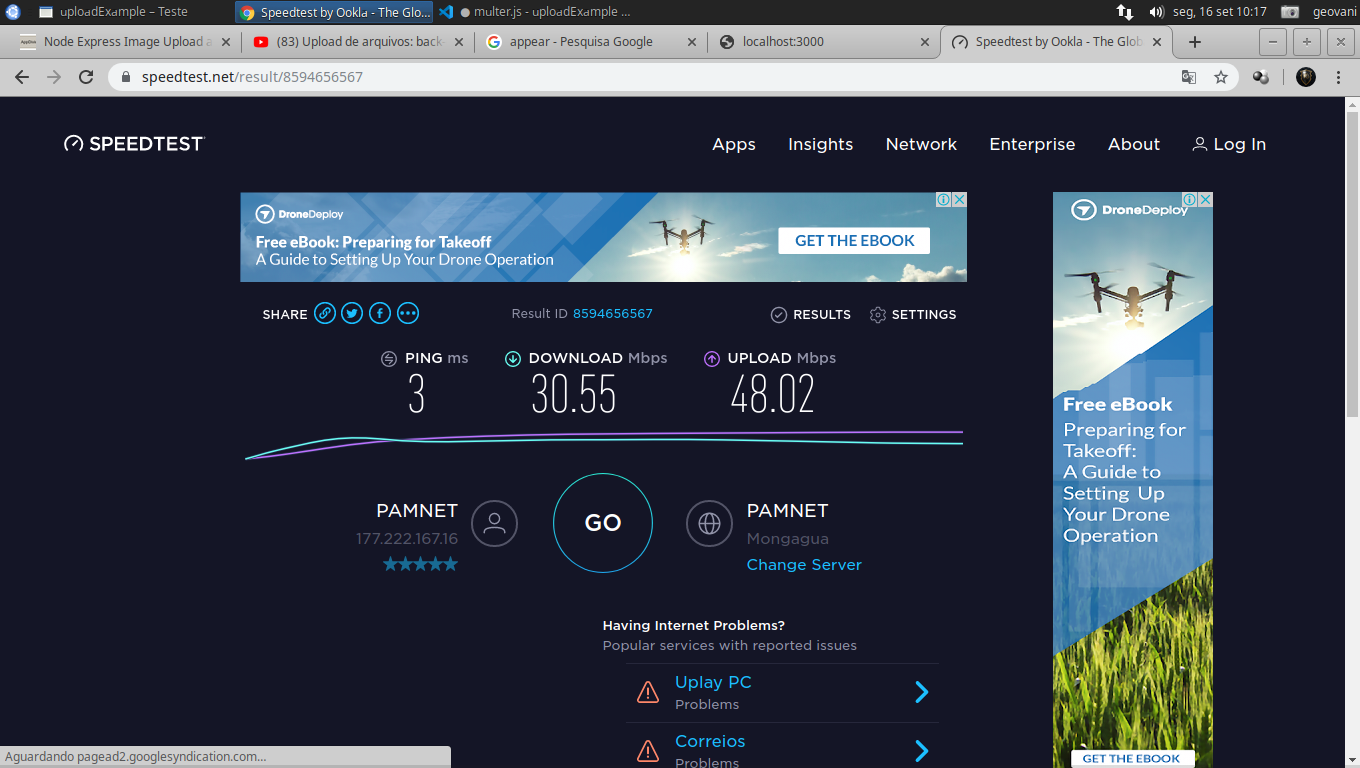 uploadExample – Teste
Speedtest by Ookla - The Glo...
multer.js - uploadExample ...
seg, 16 set 10:17
geovani
Node Express Image Upload a
(83) Upload de arquivos: back
appear - Pesquisa Google
localhost:3000
Speedtest by Ookla - The Glob
speedtest.net/result/8594656567
SPEEDTEST
Apps
Insights
Network
Enterprise
About
Log In
DroneDeploy
Free eBook: Preparing for Takeoff
A Guide to Setting Up Your Drone Operation
GET THE EBOOK
SHARE
Result ID 8594656567
RESULTS
SETTINGS
PING ms
3
DOWNLOAD Mbps
30.55
UPLOAD Mbps
48.02
PAMNET
177.222.167.16
GO
PAMNET
Mongagua
Change Server
Having Internet Problems?
Popular services with reported issues
Uplay PC
Problems
Correios
Problems
DroneDeploy
Free eBook
Preparing for
Takeoff:
A Guide to
Setting Up
Your Drone
Operation
GET THE EBOOK
Aguardando pagead2.googlesyndication.com...